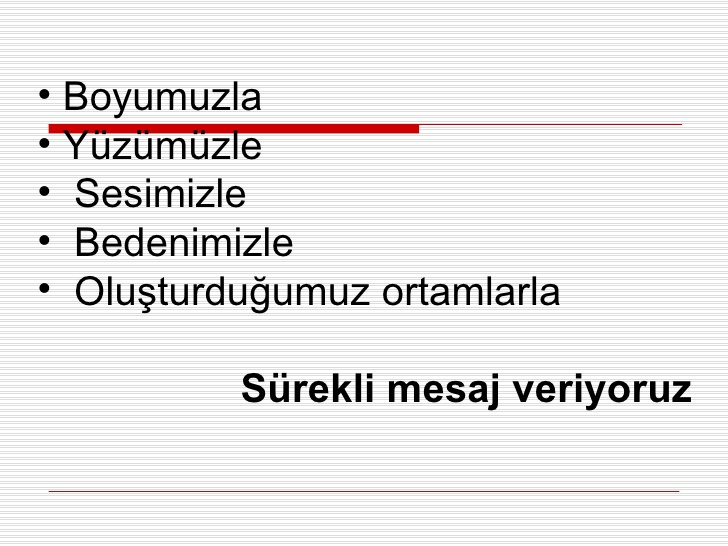 • Boyumuzla
• Yüzümüzle
• Sesimizle
• Bedenimizle
• Oluşturduğumuz ortamlarla
Sürekli mesaj veriyoruz